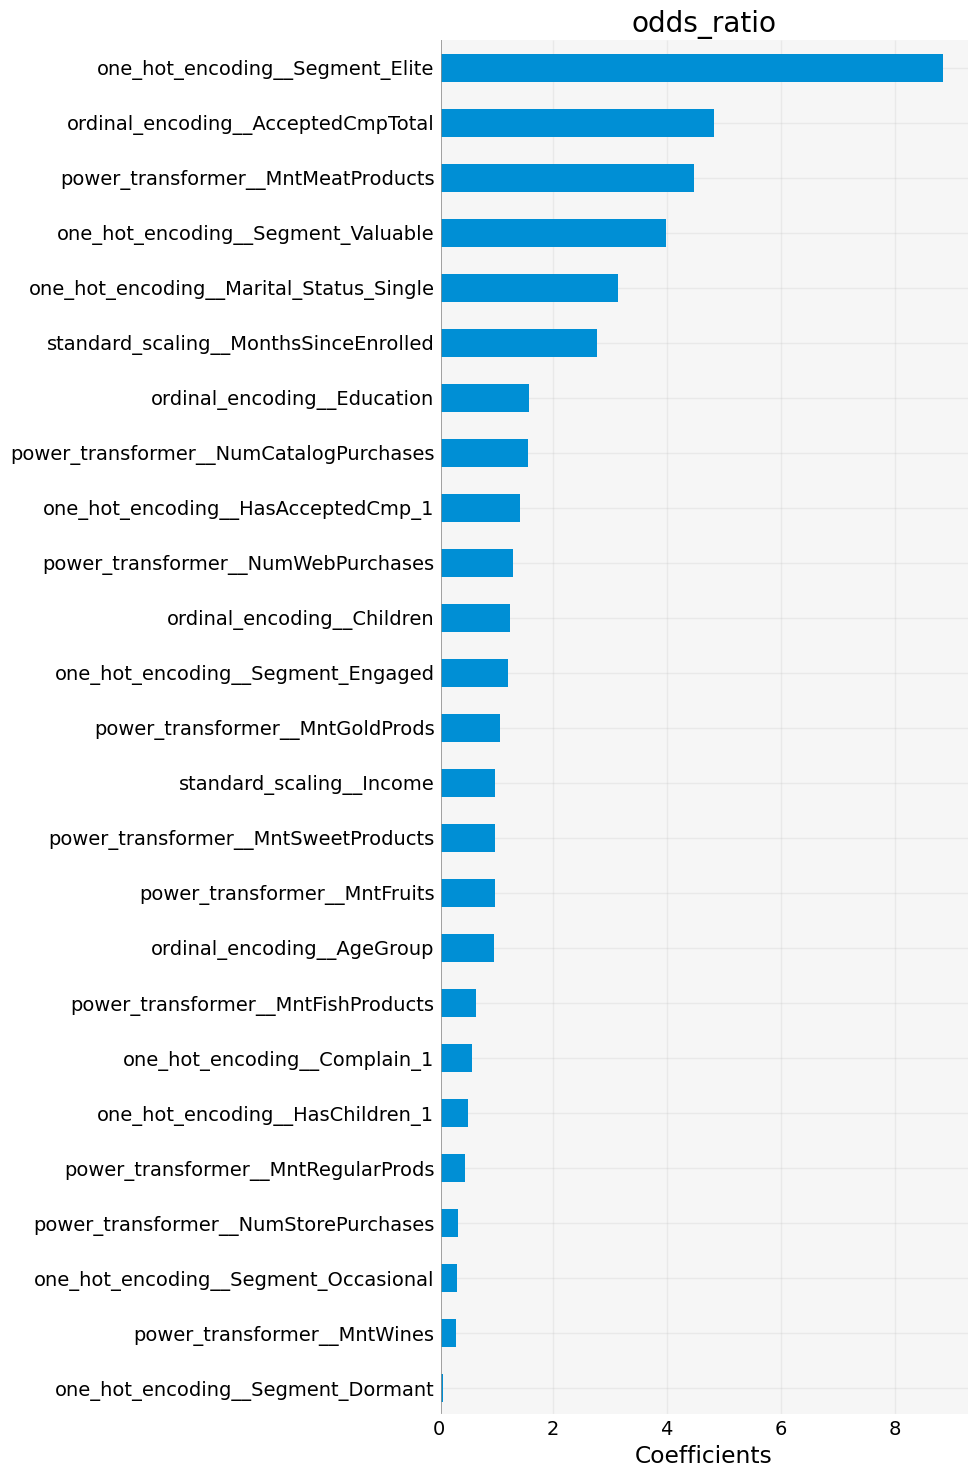 odds_ratio
one_hot_encoding__Segment_Elite
ordinal_encoding__AcceptedCmpTotal
power_transformer__MntMeatProducts
one_hot_encoding__Segment_Valuable
one_hot_encoding__Marital_Status_Single
standard_scaling__MonthsSinceEnrolled
ordinal_encoding__Education
power_transformer__NumCatalogPurchases
one_hot_encoding__HasAcceptedCmp_1
power_transformer__NumWebPurchases
ordinal_encoding__Children
one_hot_encoding__Segment_Engaged
power_transformer__MntGoldProds
standard_scaling__Income
power_transformer__MntSweetProducts
power_transformer__MntFruits
ordinal_encoding__AgeGroup
power_transformer__MntFishProducts
one_hot_encoding__Complain_1
one_hot_encoding__HasChildren_1
power_transformer__MntRegularProds
power_transformer__NumStorePurchases
one_hot_encoding__Segment_Occasional
power_transformer__MntWines
one_hot_encoding__Segment_Dormant
0 2 4 6 8
Coefficients